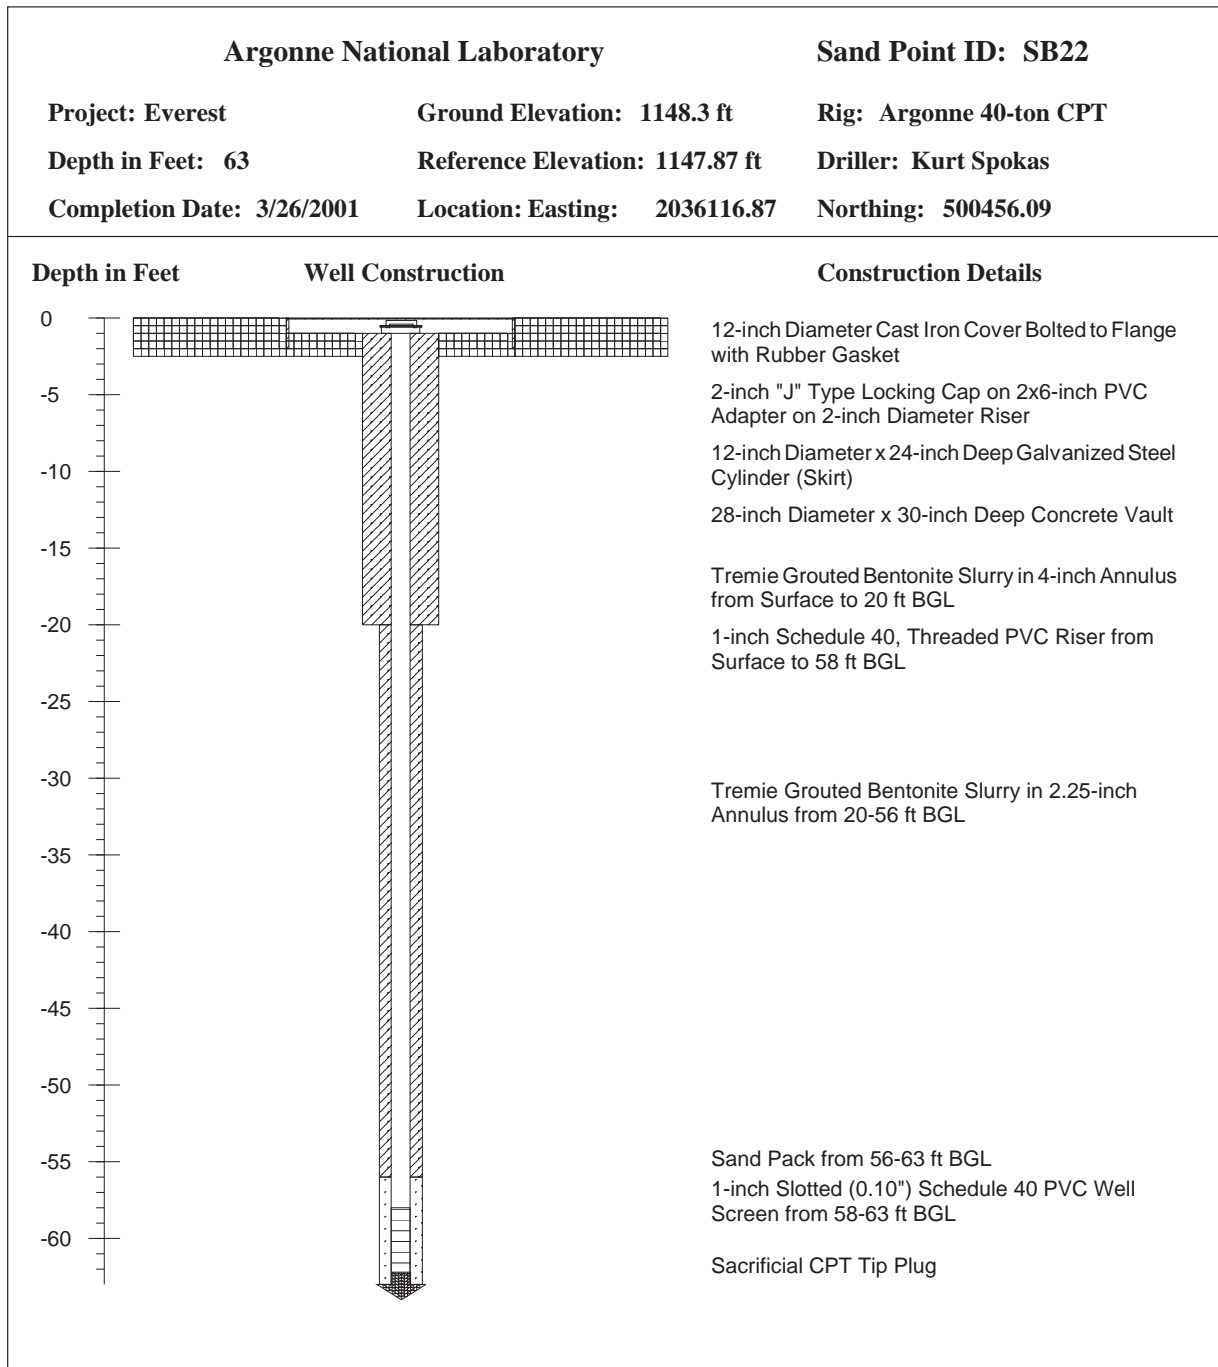 Argonne National Laboratory Sand Point ID: SB22
Project: Everest Ground Elevation: 1148.3 ft Rig: Argonne 40-ton CPT
Depth in Feet: 63 Reference Elevation: 1147.87 ft Driller: Kurt Spokas
Completion Date: 3/26/2001 Location: Easting: 2036116.87 Northing: 500456.09
Depth in Feet Well Construction Construction Details
0
12-inch Diameter Cast Iron Cover Bolted to Flange
with Rubber Gasket
-5
2-inch "J" Type Locking Cap on 2x6-inch PVC
Adapter on 2-inch Diameter Riser
12-inch Diameter x 24-inch Deep Galvanized Steel
-10
Cylinder (Skirt)
28-inch Diameter x 30-inch Deep Concrete Vault
-15
Tremie Grouted Bentonite Slurry in 4-inch Annulus
from Surface to 20 ft BGL
-20
1-inch Schedule 40, Threaded PVC Riser from
Surface to 58 ft BGL
-25
-30
Tremie Grouted Bentonite Slurry in 2.25-inch
Annulus from 20-56 ft BGL
-35
-40
-45
-50
-55
Sand Pack from 56-63 ft BGL
1-inch Slotted (0.10") Schedule 40 PVC Well
Screen from 58-63 ft BGL
-60
Sacrificial CPT Tip Plug